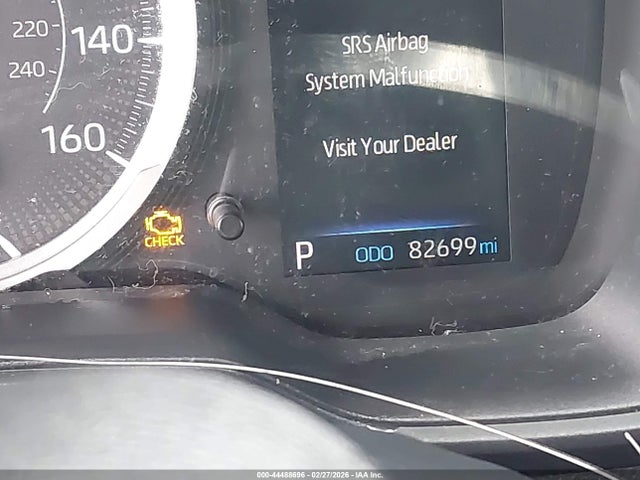 220
140
240
160
SRS Airbag
System Malfunction
Visit Your Dealer
CHECK
P ODO 82699 mi
000-44488696 - 02/27/2026 - IAA Inc.